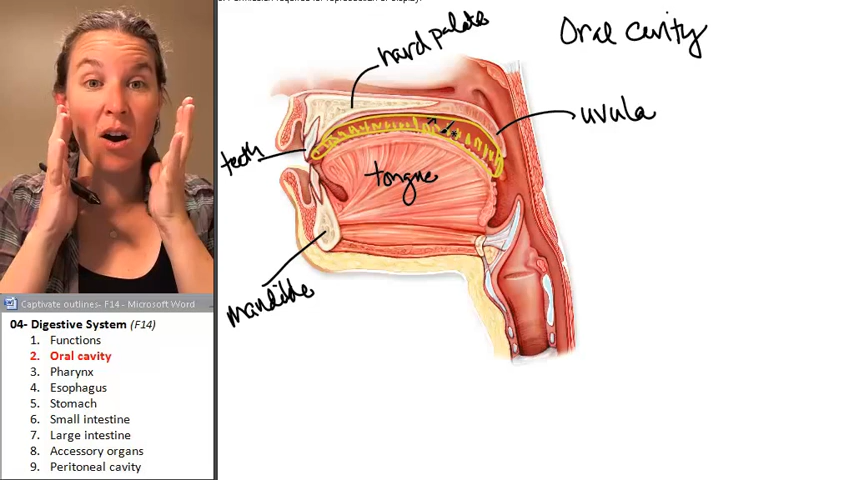 Oral cavity
hard palate
uvula
teeth
tongue
mandible
Captivate outlines- F14 - Microsoft Word
04- Digestive System (F14)
1. Functions
2. Oral cavity
3. Pharynx
4. Esophagus
5. Stomach
6. Small intestine
7. Large intestine
8. Accessory organs
9. Peritoneal cavity